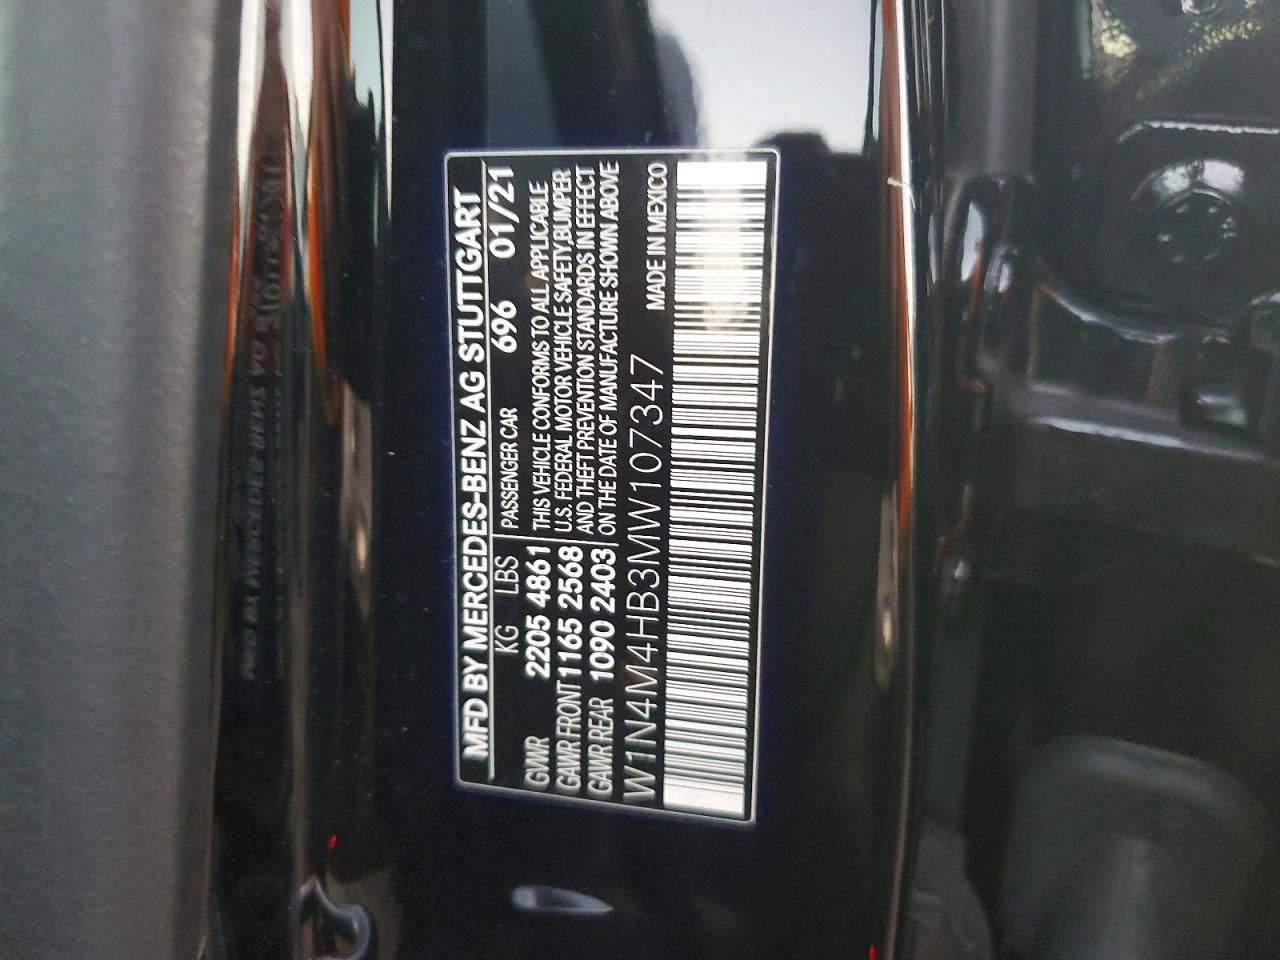 MFD BY MERCEDES-BENZ AG STUTTGART
KG LBS PASSENGER CAR 696 01/21
GVWR 2205 4861 THIS VEHICLE CONFORMS TO ALL APPLICABLE
GAWR FRONT 1165 2568 U.S. FEDERAL MOTOR VEHICLE SAFETY, BUMPER
GAWR REAR 1090 2403 AND THEFT PREVENTION STANDARDS IN EFFECT
ON THE DATE OF MANUFACTURE SHOWN ABOVE
W1N4M4HB3MW107347 MADE IN MEXICO